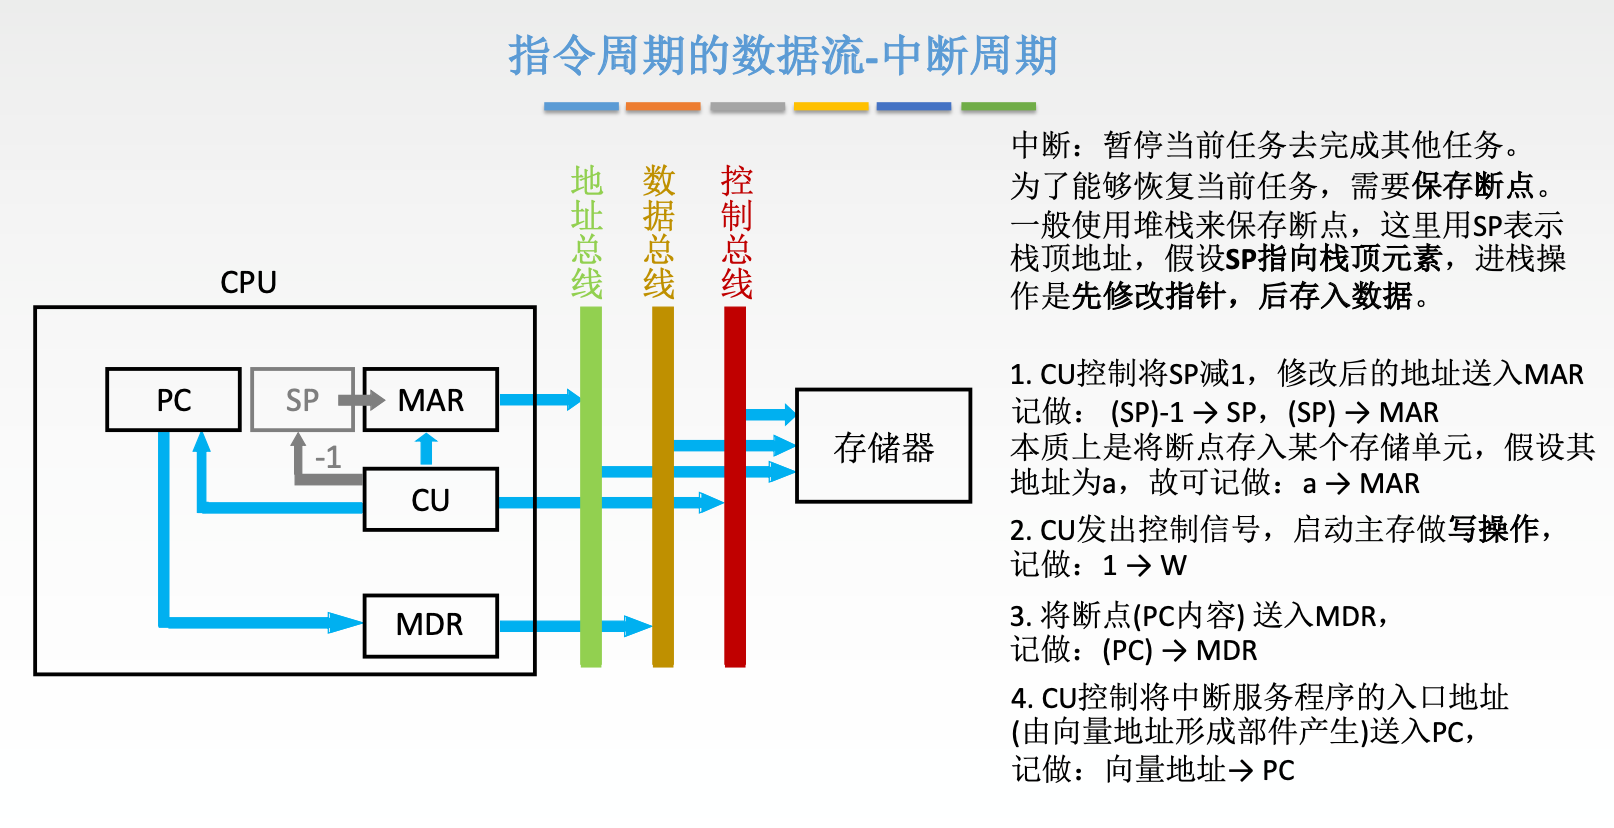 指令周期的数据流-中断周期
地址总线
数据总线
控制总线
CPU
PC
SP
MAR
-1
CU
MDR
存储器
中断：暂停当前任务去完成其他任务。
为了能够恢复当前任务，需要保存断点。
一般使用堆栈来保存断点，这里用SP表示
栈顶地址，假设SP指向栈顶元素，进栈操
作是先修改指针，后存入数据。
1. CU控制将SP减1，修改后的地址送入MAR
记做： (SP)-1 → SP，(SP) → MAR
本质上是将断点存入某个存储单元，假设其
地址为a，故可记做：a → MAR
2. CU发出控制信号，启动主存做写操作，
记做：1 → W
3. 将断点(PC内容) 送入MDR，
记做：(PC) → MDR
4. CU控制将中断服务程序的入口地址
(由向量地址形成部件产生)送入PC，
记做：向量地址→ PC